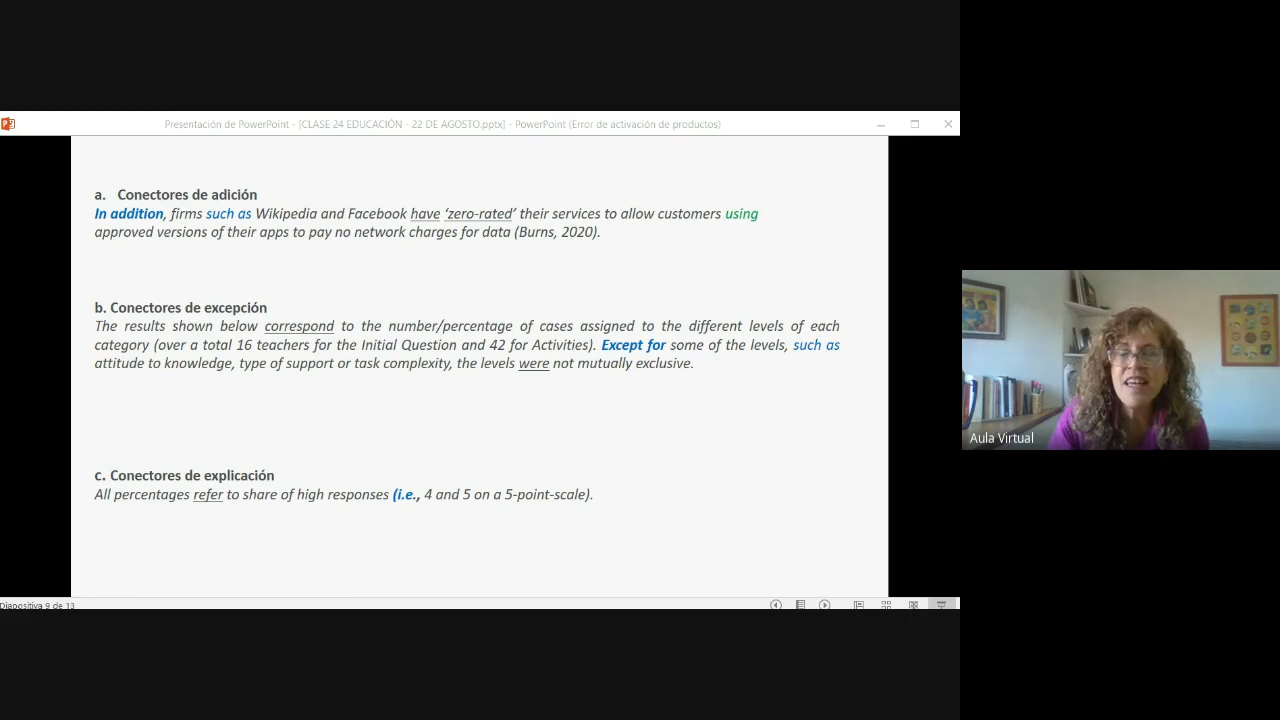 Presentación de PowerPoint - [CLASE 24 EDUCACIÓN - 22 DE AGOSTO.pptx] - PowerPoint (Error de activación de productos)
a. Conectores de adición
In addition, firms such as Wikipedia and Facebook have ‘zero-rated’ their services to allow customers using
approved versions of their apps to pay no network charges for data (Burns, 2020).
b. Conectores de excepción
The results shown below correspond to the number/percentage of cases assigned to the different levels of each
category (over a total 16 teachers for the Initial Question and 42 for Activities). Except for some of the levels, such as
attitude to knowledge, type of support or task complexity, the levels were not mutually exclusive.
c. Conectores de explicación
All percentages refer to share of high responses (i.e., 4 and 5 on a 5-point-scale).
Aula Virtual
Diapositiva 9 de 13